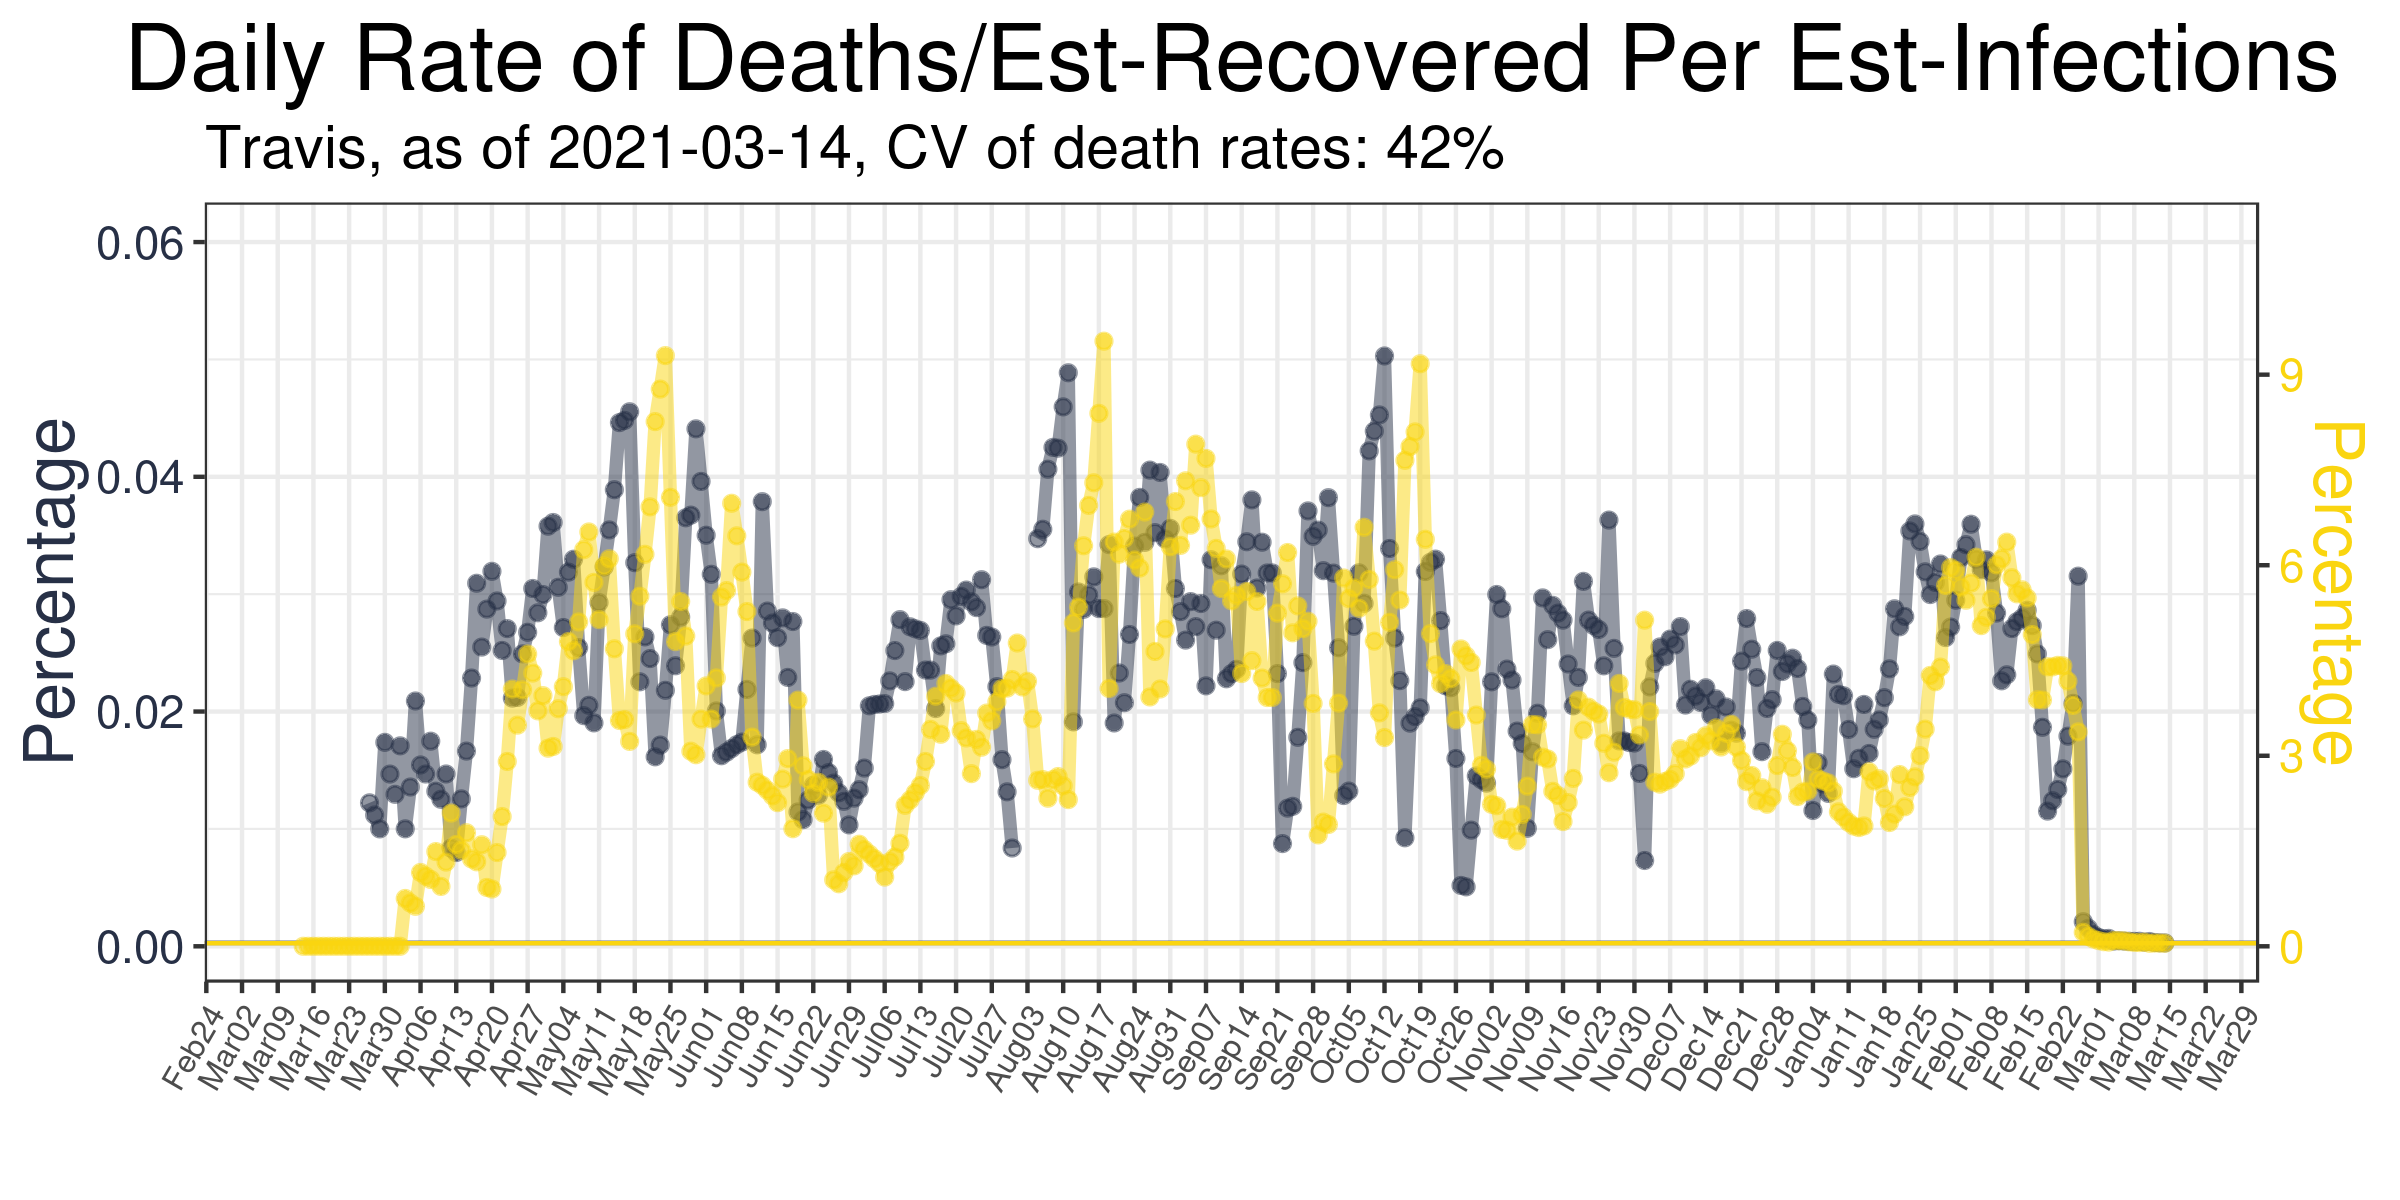 Daily Rate of Deaths/Est-Recovered Per Est-Infections
Travis, as of 2021-03-14, CV of death rates: 42%
Percentage
0.06
0.04
0.02
0.00
9
6
3
0
Percentage
Feb24
Mar02
Mar09
Mar16
Mar23
Mar30
Apr06
Apr13
Apr20
Apr27
May04
May11
May18
May25
Jun01
Jun08
Jun15
Jun22
Jun29
Jul06
Jul13
Jul20
Jul27
Aug03
Aug10
Aug17
Aug24
Aug31
Sep07
Sep14
Sep21
Sep28
Oct05
Oct12
Oct19
Oct26
Nov02
Nov09
Nov16
Nov23
Nov30
Dec07
Dec14
Dec21
Dec28
Jan04
Jan11
Jan18
Jan25
Feb01
Feb08
Feb15
Feb22
Mar01
Mar08
Mar15
Mar22
Mar29